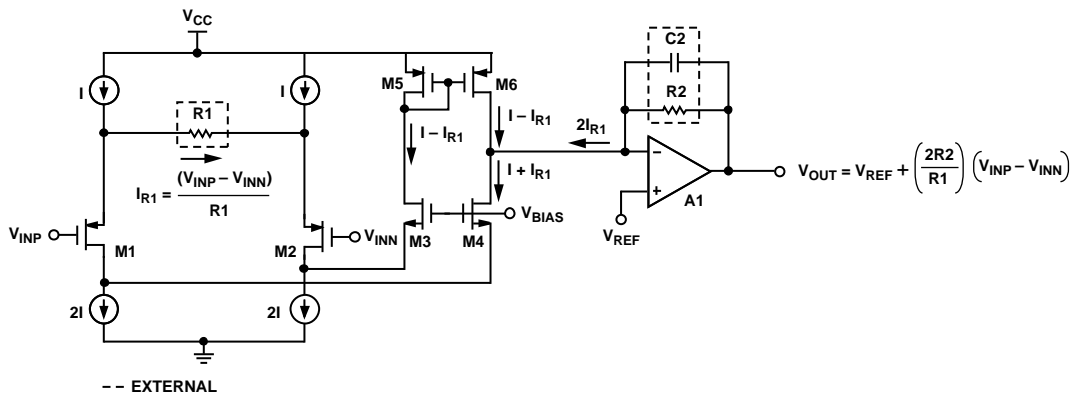 VCC
C2
M5
M6
I
I
R1
R2
I – IR1
I – IR1
2IR1
I + IR1
(VINP – VINN)
IR1 =
R1
–
+
A1
VOUT = VREF + (2R2/R1) (VINP – VINN)
VBIAS
VREF
VINP
M1
M2
VINN
M3
M4
2I
2I
– – EXTERNAL